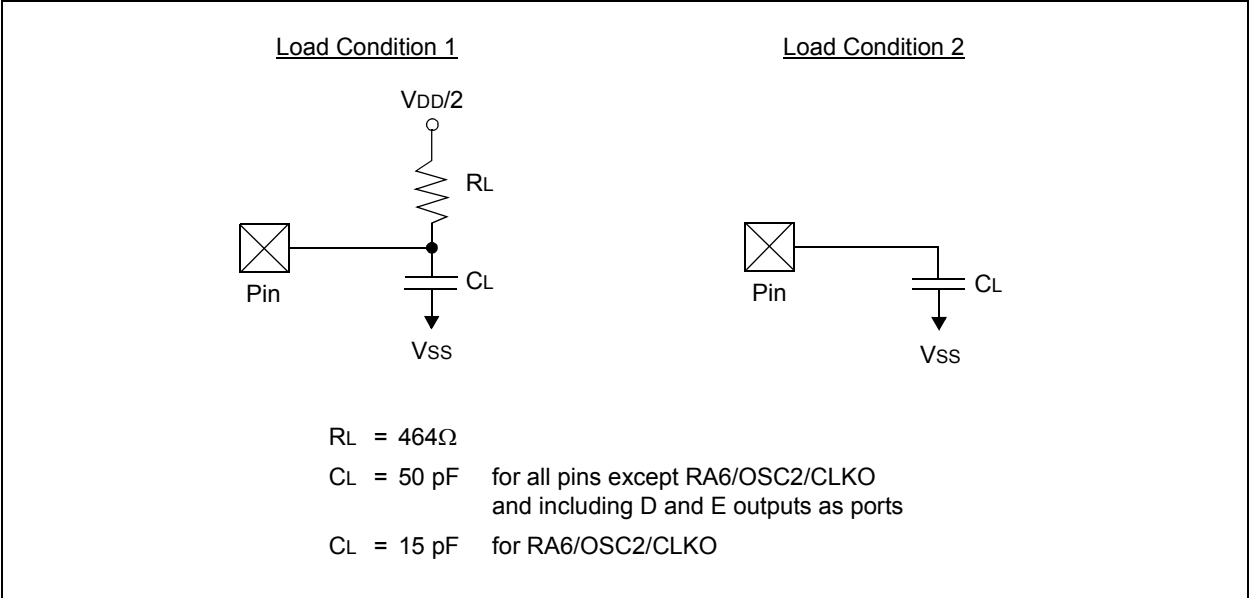 Load Condition 1
Load Condition 2
VDD/2
RL
Pin
CL
VSS
Pin
CL
VSS
RL = 464Ω
CL = 50 pF for all pins except RA6/OSC2/CLKO
and including D and E outputs as ports
CL = 15 pF for RA6/OSC2/CLKO